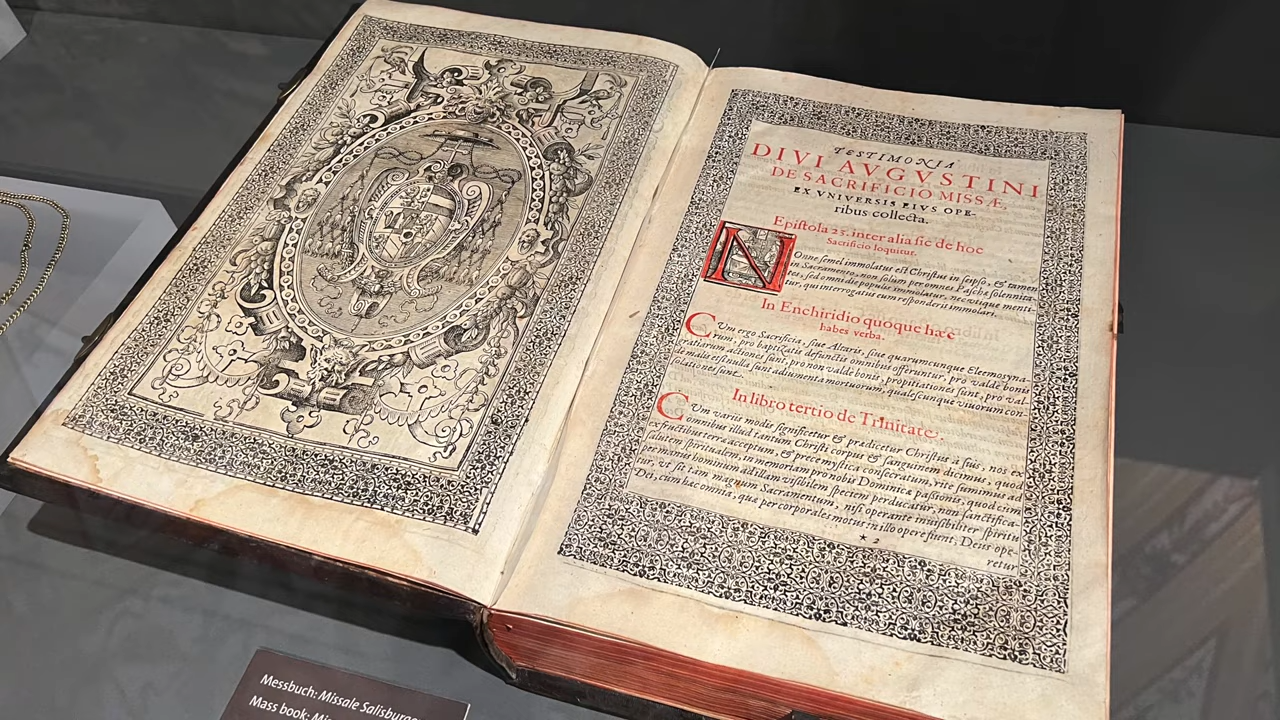 TESTIMONIA
DIVI AVGVSTINI
DE SACRIFICIO MISSÆ,
EX VNIVERSIS EIVS OPE-
ribus collecta.
Epiſtola 23. inter alia ſic de hoc
Sacrificio loquitur.
NOnne ſemel immolatus eſt Chriſtus in ſeipſo, & tamen
in Sacramento, non ſolum per omnes Paſchæ ſolennita-
tes, ſed omni die populis immolatur, nec vtique menti-
tur, qui interrogatus eum reſponderit immolari.
In Enchiridio quoque hæc
habes verba.
CVm ergo Sacrificia, ſiue Altaris, ſiue quarumcunque Eleemoſyna-
rum, pro baptizatis defunctis omnibus offeruntur, pro valde bonis
gratiarum actiones ſunt, pro non valde bonis, propitiationes ſunt, pro val-
de malis etſi nulla ſunt adiumenta mortuorum, qualeſcunque viuorum con-
ſolationes ſunt.
In libro tertio de Trinitate.
CVm variis modis ſignificetur & prædicetur Chriſtus à ſuis, nos ex
omnibus illud tantum Chriſti corpus & ſanguinem dicimus, quod
ex fructibus terræ acceptum, & prece myſtica conſecratum, rite ſumimus ad
ſalutem ſpiritualem, in memoriam pro nobis Dominicæ paſsionis, quod cum
per manus hominum ad illam viſibilem ſpeciem perducatur, non ſanctifica-
tur, vt ſit tam magnum Sacramentum, niſi operante inuiſibiliter ſpiritu
Dei, cum hæc omnia, quæ per corporales motus in illo opere fiunt, Deus ope-
* 2
retur
Messbuch: Missale Salisburge
Mass book: Mis